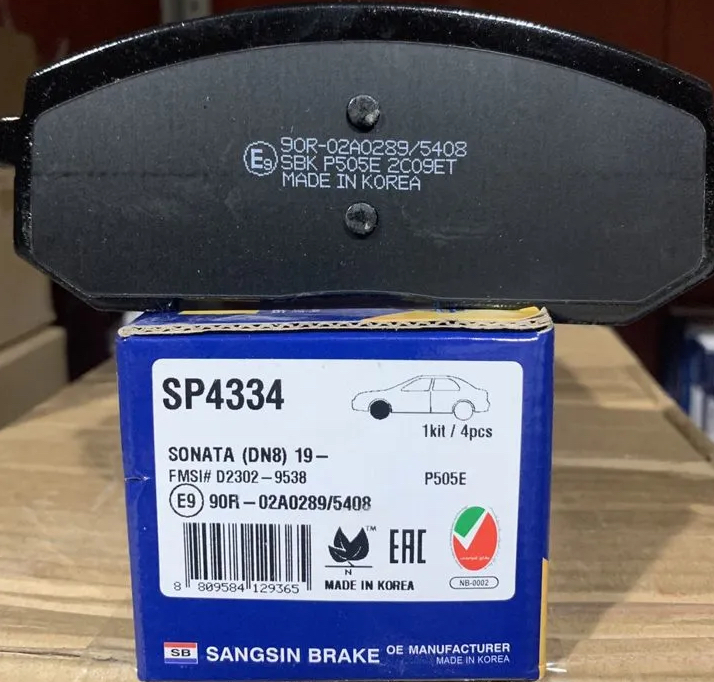 E9 90R-02A0289/5408
SBK P505E 2C09ET
MADE IN KOREA
SP4334
1kit / 4pcs
SONATA (DN8) 19-
FMSI# D2302-9538
P505E
E9 90R-02A0289/5408
TM
N
EAC
8 809584 129365
MADE IN KOREA
NB-0002
SB SANGSIN BRAKE OE MANUFACTURER
MADE IN KOREA